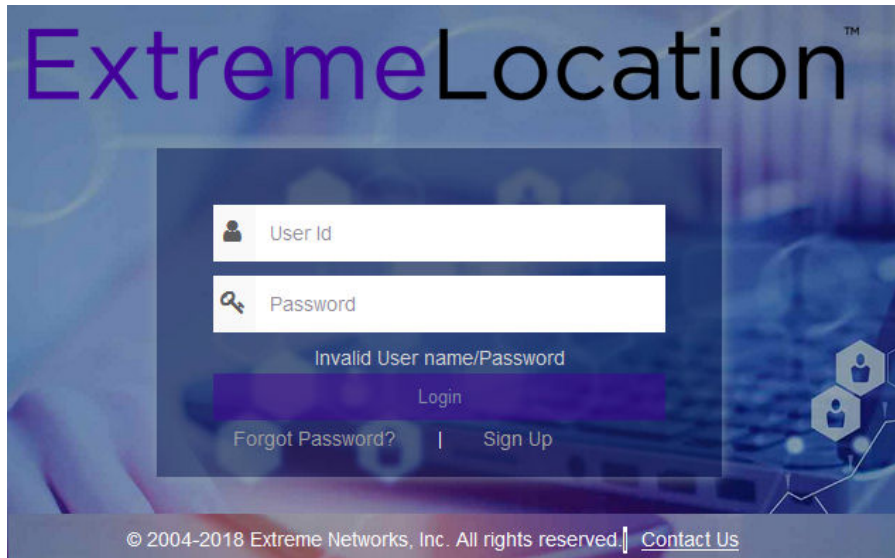 ExtremeLocation™
User Id
Password
Invalid User name/Password
Login
Forgot Password? | Sign Up
© 2004-2018 Extreme Networks, Inc. All rights reserved.| Contact Us